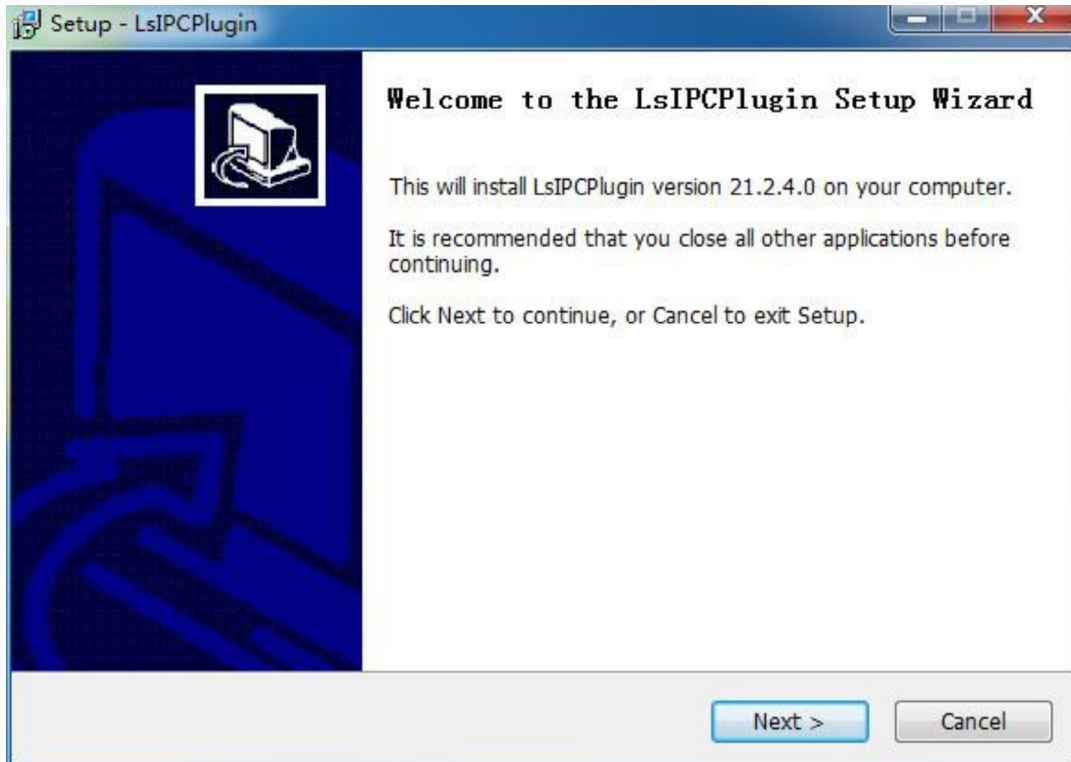 Setup - LsIPCPlugin
Welcome to the LsIPCPlugin Setup Wizard
This will install LsIPCPlugin version 21.2.4.0 on your computer.
It is recommended that you close all other applications before
continuing.
Click Next to continue, or Cancel to exit Setup.
Next >
Cancel